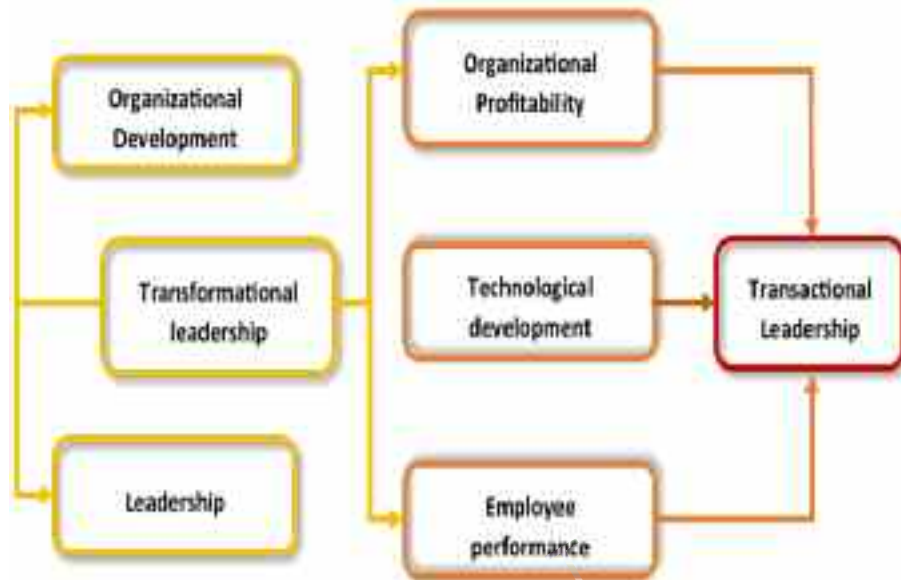 Organizational
Development
Transformational
leadership
Leadership
Organizational
Profitability
Technological
development
Employee
performance
Transactional
Leadership